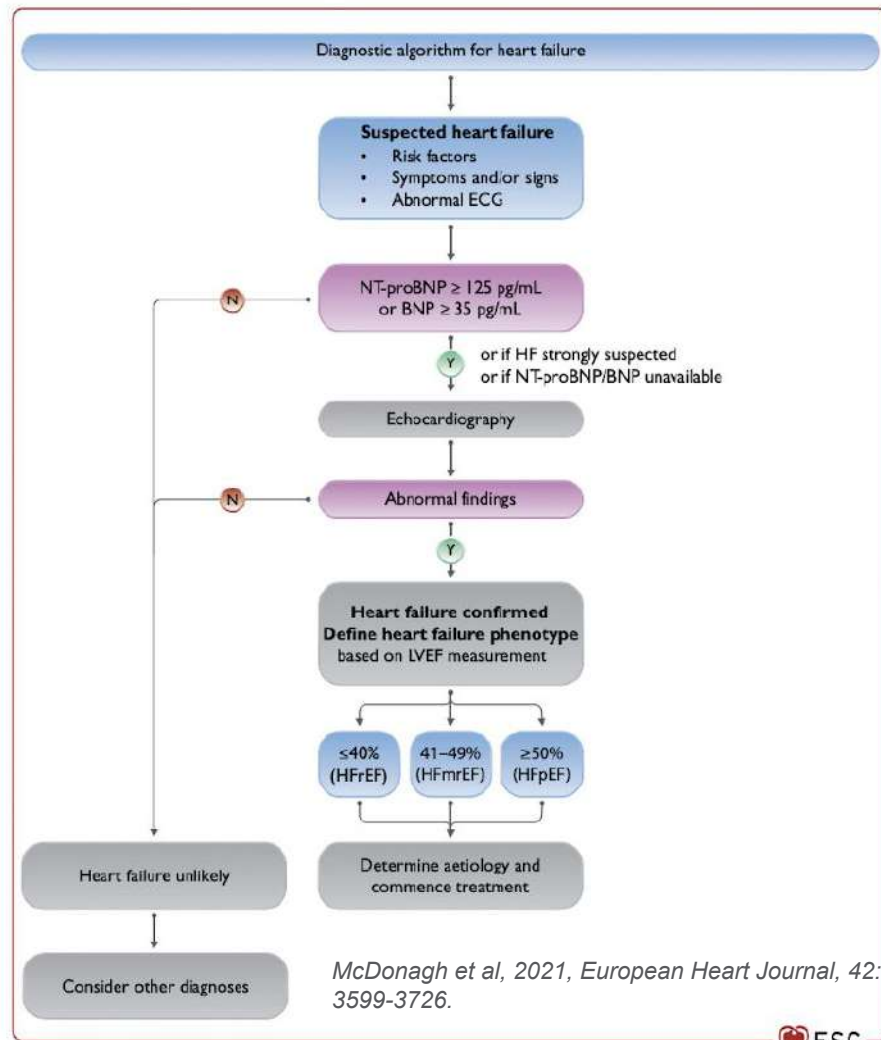 Diagnostic algorithm for heart failure
Suspected heart failure
• Risk factors
• Symptoms and/or signs
• Abnormal ECG
NT-proBNP ≥ 125 pg/mL
or BNP ≥ 35 pg/mL
N
Y
or if HF strongly suspected
or if NT-proBNP/BNP unavailable
Echocardiography
N
Abnormal findings
Y
Heart failure confirmed
Define heart failure phenotype
based on LVEF measurement
≤40%
(HFrEF)
41–49%
(HFmrEF)
≥50%
(HFpEF)
Heart failure unlikely
Determine aetiology and
commence treatment
Consider other diagnoses
McDonagh et al, 2021, European Heart Journal, 42:
3599-3726.
ESC